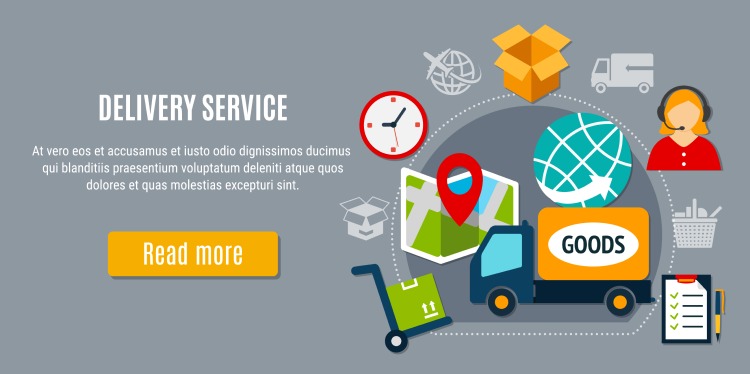 DELIVERY SERVICE
At vero eos et accusamus et iusto odio dignissimos ducimus
qui blanditiis praesentium voluptatum deleniti atque quos
dolores et quas molestias excepturi sint.
Read more
GOODS